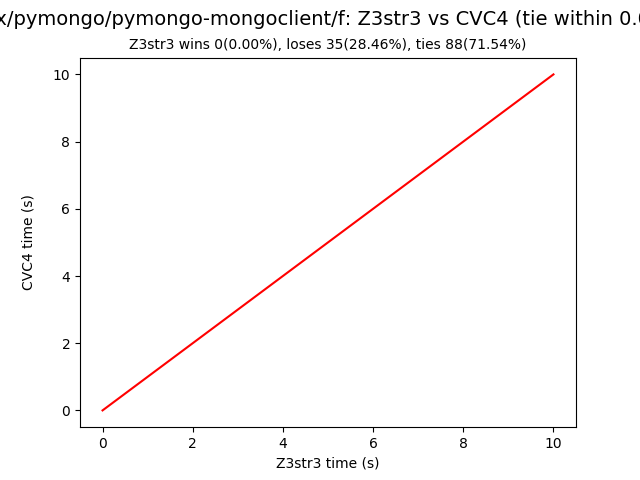 x/pymongo/pymongo-mongoclient/f: Z3str3 vs CVC4 (tie within 0.
Z3str3 wins 0(0.00%), loses 35(28.46%), ties 88(71.54%)
10
8
6
4
2
0
CVC4 time (s)
0 2 4 6 8 10
Z3str3 time (s)